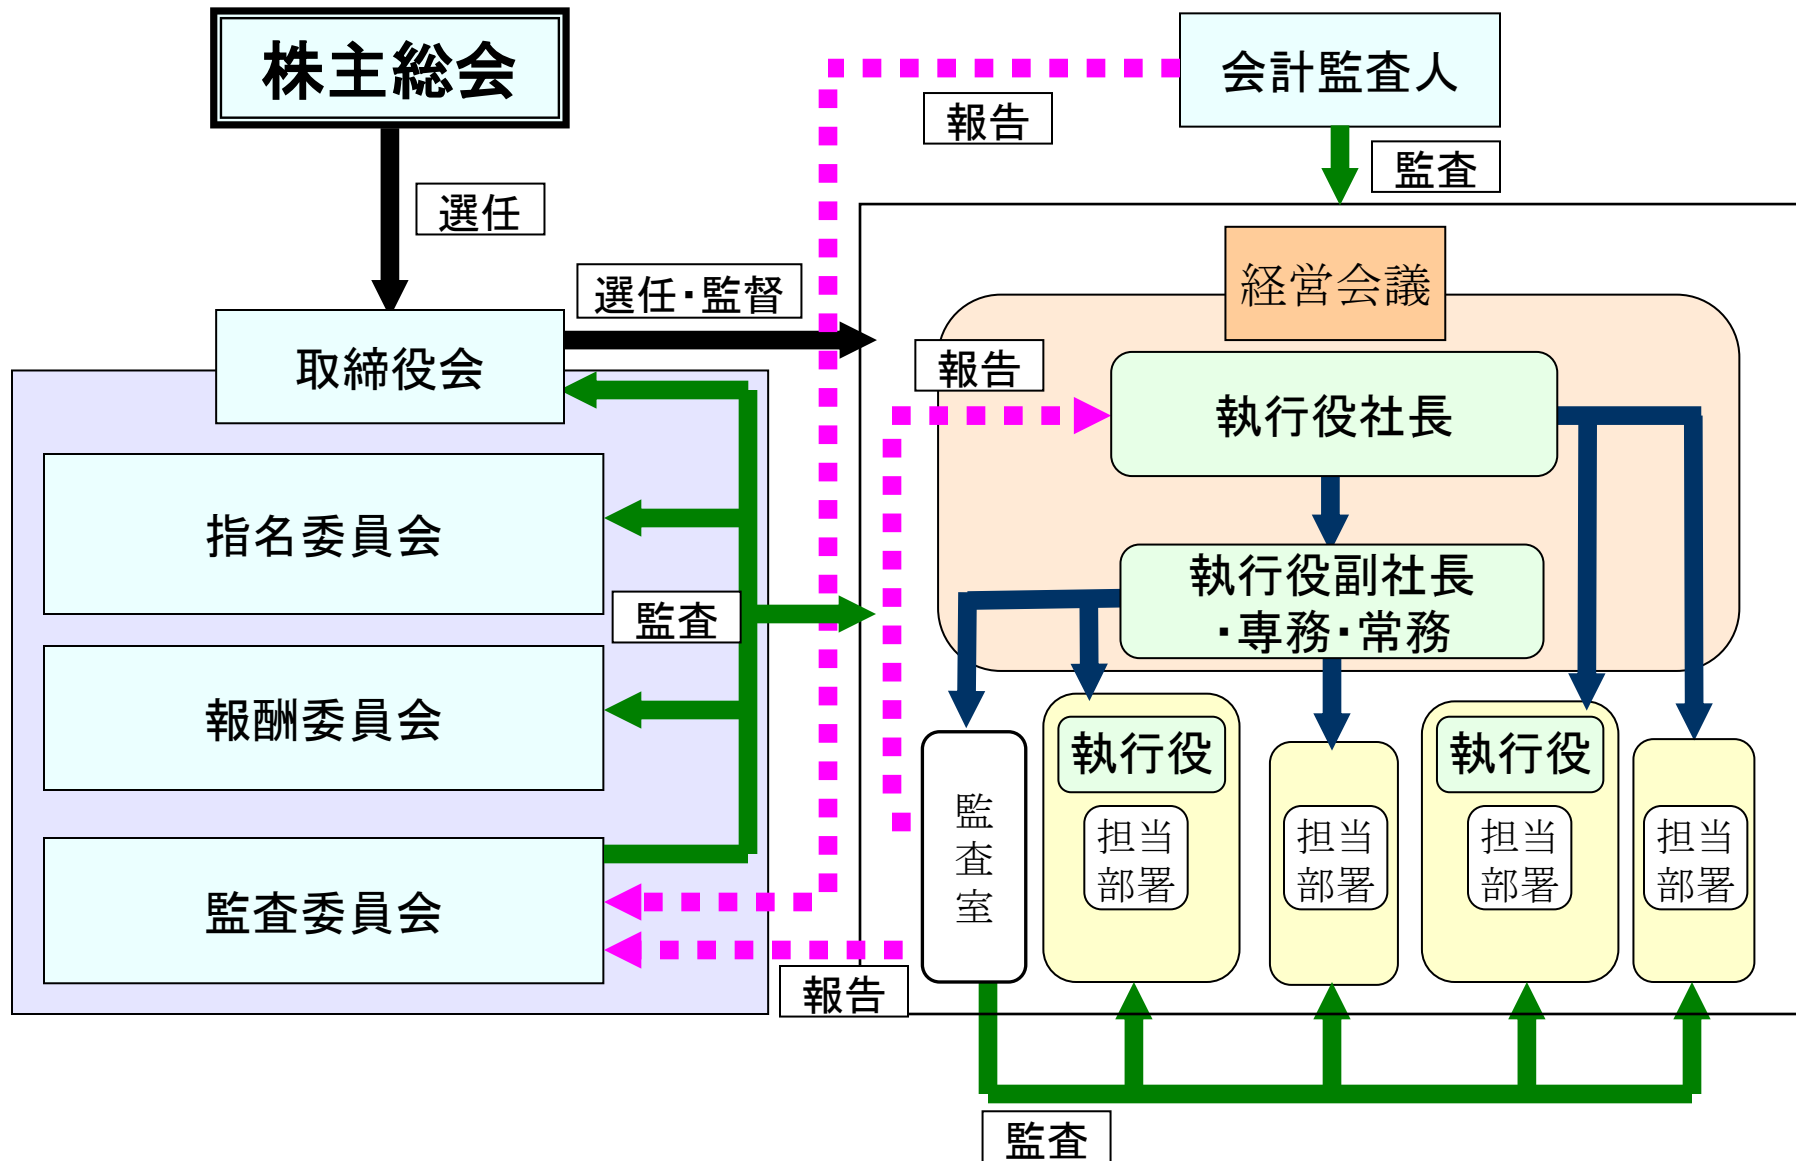 株主総会
会計監査人
報告
監査
選任
選任・監督
経営会議
取締役会
報告
執行役社長
指名委員会
執行役副社長
・専務・常務
監査
報酬委員会
執行役
執行役
監
査
室
担当
部署
担当
部署
担当
部署
担当
部署
監査委員会
報告
監査